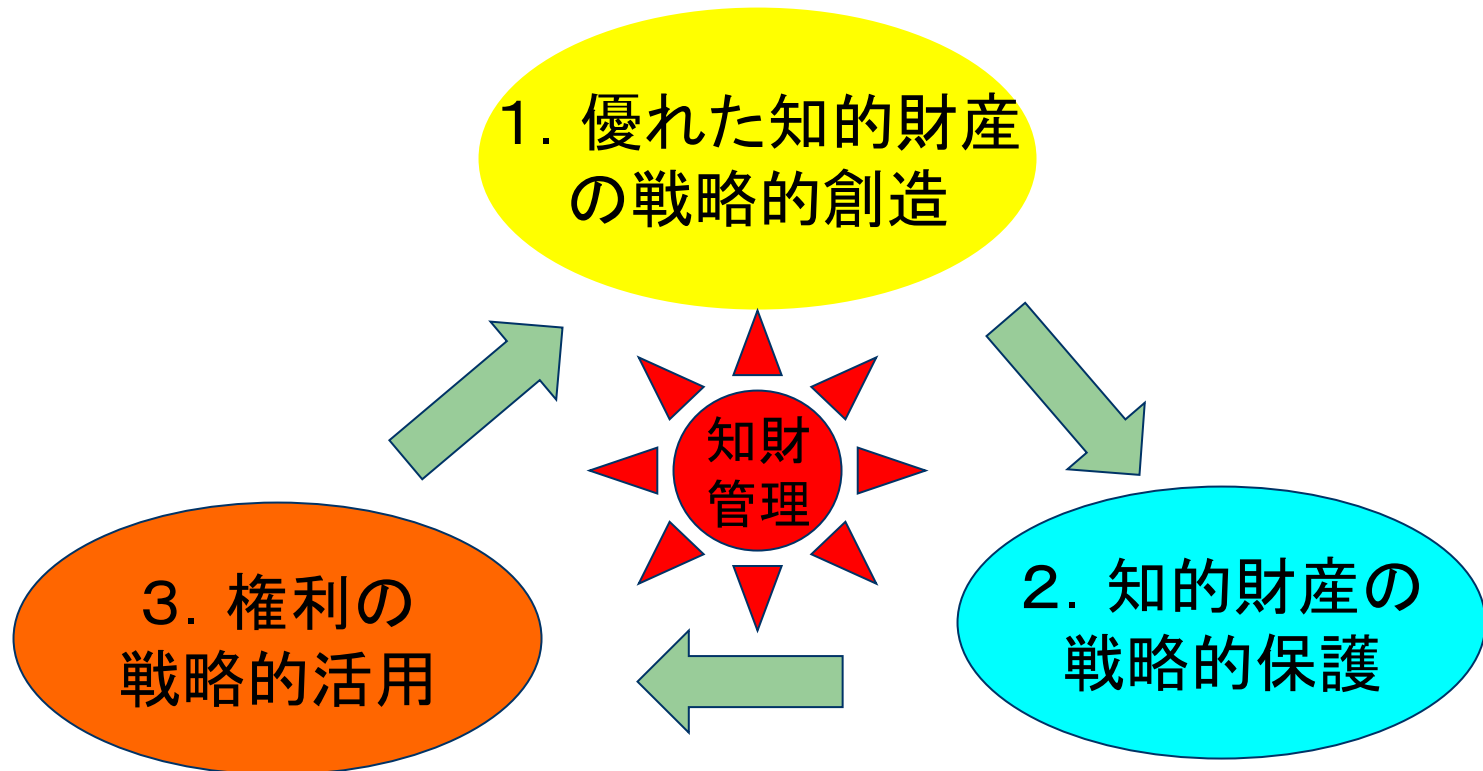 １．優れた知的財産
の戦略的創造
知財
管理
２．知的財産の
戦略的保護
３．権利の
戦略的活用